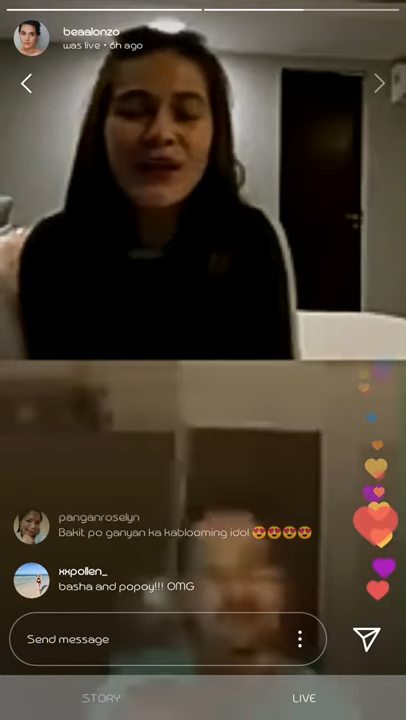 beaalonzo
was live • 6h ago
panganroselyn
Bakit po ganyan ka kablooming idol 😍😍😍😍
xxpollen_
basha and popoy!!! OMG
Send message
STORY
LIVE